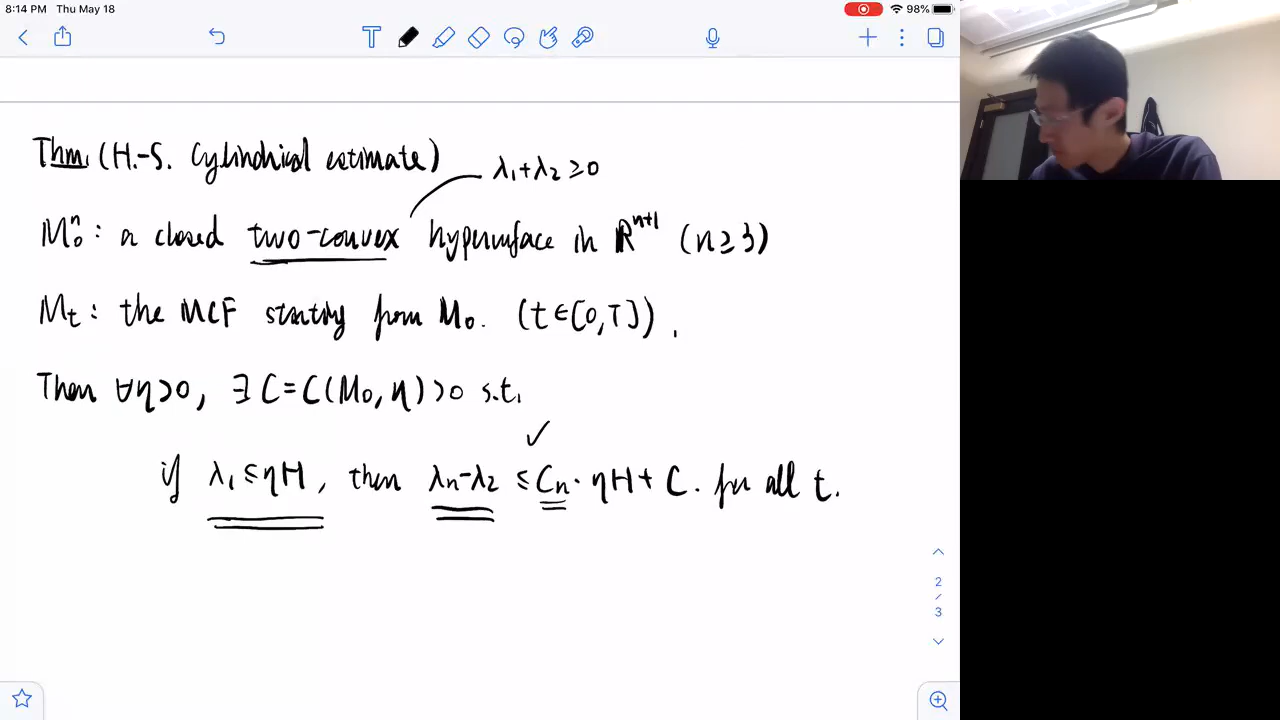 8:14 PM Thu May 18
98%
Thm. (H.-S. Cylindrical estimate)
λ₁+λ₂ ≥0
M₀ⁿ : a closed two-convex hypersurface in ℝⁿ⁺¹ (n≥3)
Mₜ : the MCF starting from M₀. (t∈[0,T]).
Then ∀η>0, ∃ C=C(M₀,η)>0 s.t.
✓
if λ₁≤ηH, then λₙ-λ₂ ≤ Cₙ·ηH+C. for all t.
2
/
3